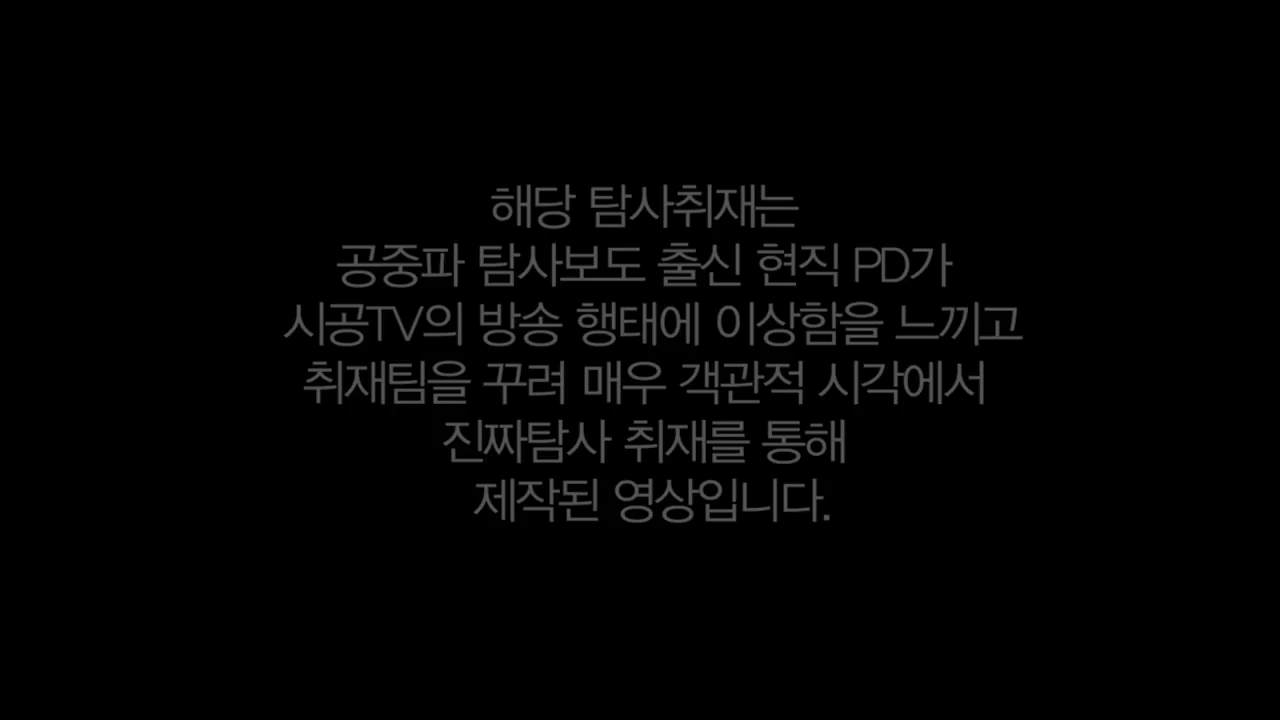 해당 탐사취재는
공중파 탐사보도 출신 현직 PD가
시공TV의 방송 행태에 이상함을 느끼고
취재팀을 꾸려 매우 객관적 시각에서
진짜탐사 취재를 통해
제작된 영상입니다.